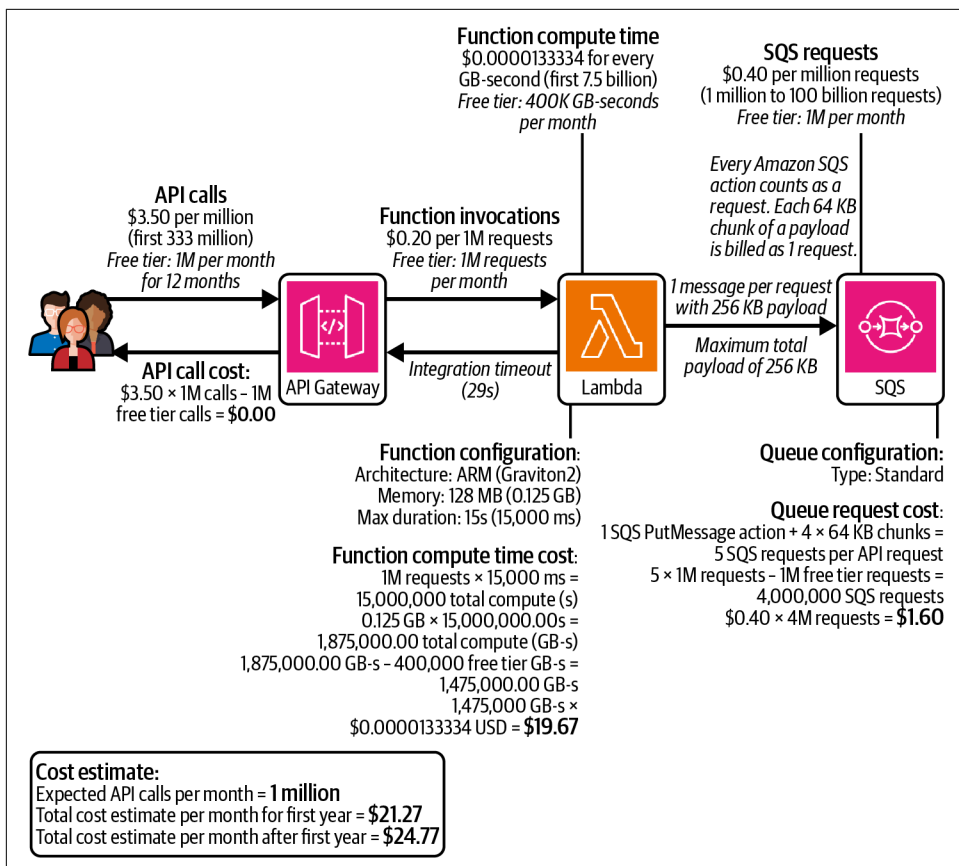 Function compute time
$0.0000133334 for every
GB-second (first 7.5 billion)
Free tier: 400K GB-seconds
per month
SQS requests
$0.40 per million requests
(1 million to 100 billion requests)
Free tier: 1M per month
Every Amazon SQS
action counts as a
request. Each 64 KB
chunk of a payload
is billed as 1 request.
API calls
$3.50 per million
(first 333 million)
Free tier: 1M per month
for 12 months
Function invocations
$0.20 per 1M requests
Free tier: 1M requests
per month
1 message per request
with 256 KB payload
Maximum total
payload of 256 KB
API Gateway
Integration timeout
(29s)
Lambda
SQS
API call cost:
$3.50 × 1M calls – 1M
free tier calls = $0.00
Function configuration:
Architecture: ARM (Graviton2)
Memory: 128 MB (0.125 GB)
Max duration: 15s (15,000 ms)
Function compute time cost:
1M requests × 15,000 ms =
15,000,000 total compute (s)
0.125 GB × 15,000,000.00s =
1,875,000.00 total compute (GB-s)
1,875,000.00 GB-s – 400,000 free tier GB-s =
1,475,000.00 GB-s
1,475,000 GB-s ×
$0.0000133334 USD = $19.67
Queue configuration:
Type: Standard
Queue request cost:
1 SQS PutMessage action + 4 × 64 KB chunks =
5 SQS requests per API request
5 × 1M requests – 1M free tier requests =
4,000,000 SQS requests
$0.40 × 4M requests = $1.60
Cost estimate:
Expected API calls per month = 1 million
Total cost estimate per month for first year = $21.27
Total cost estimate per month after first year = $24.77